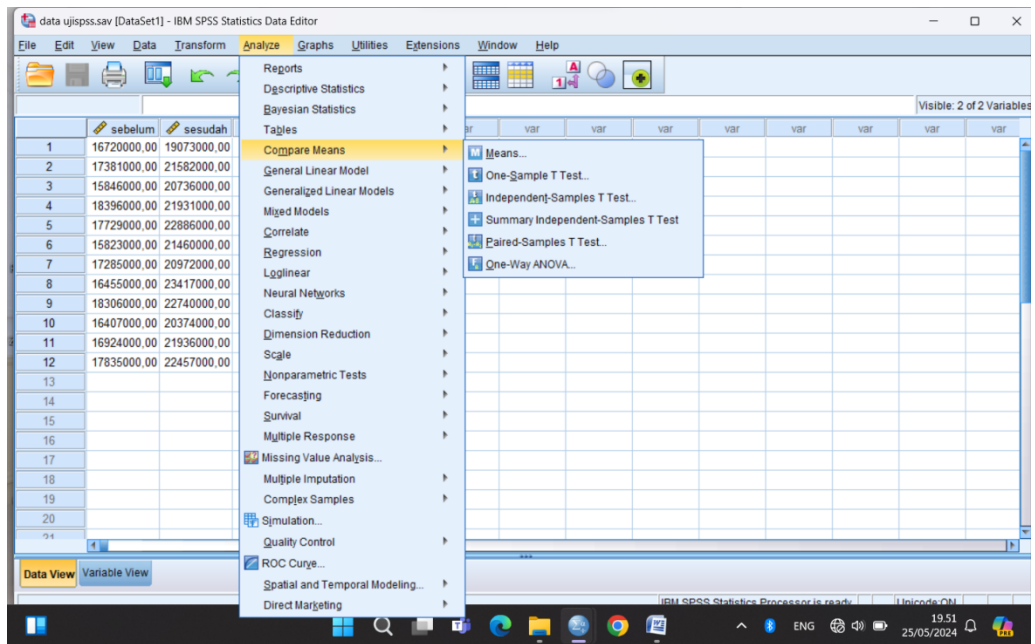 data ujispss.sav [DataSet1] - IBM SPSS Statistics Data Editor
File Edit View Data Transform Analyze Graphs Utilities Extensions Window Help
Visible: 2 of 2 Variables
sebelum sesudah var var var var var var var var
1 16720000,00 19073000,00
2 17381000,00 21582000,00
3 15846000,00 20736000,00
4 18396000,00 21931000,00
5 17729000,00 22886000,00
6 15823000,00 21460000,00
7 17285000,00 20972000,00
8 16455000,00 23417000,00
9 18306000,00 22740000,00
10 16407000,00 20374000,00
11 16924000,00 21936000,00
12 17835000,00 22457000,00
13
14
15
16
17
18
19
20
21
Reports
Descriptive Statistics
Bayesian Statistics
Tables
Compare Means
General Linear Model
Generalized Linear Models
Mixed Models
Correlate
Regression
Loglinear
Neural Networks
Classify
Dimension Reduction
Scale
Nonparametric Tests
Forecasting
Survival
Multiple Response
Missing Value Analysis...
Multiple Imputation
Complex Samples
Simulation...
Quality Control
ROC Curve...
Spatial and Temporal Modeling...
Direct Marketing
Means...
One-Sample T Test...
Independent-Samples T Test...
Summary Independent-Samples T Test
Paired-Samples T Test...
One-Way ANOVA...
Data View Variable View
IBM SPSS Statistics Processor is ready Unicode:ON
ENG 19.51
25/05/2024